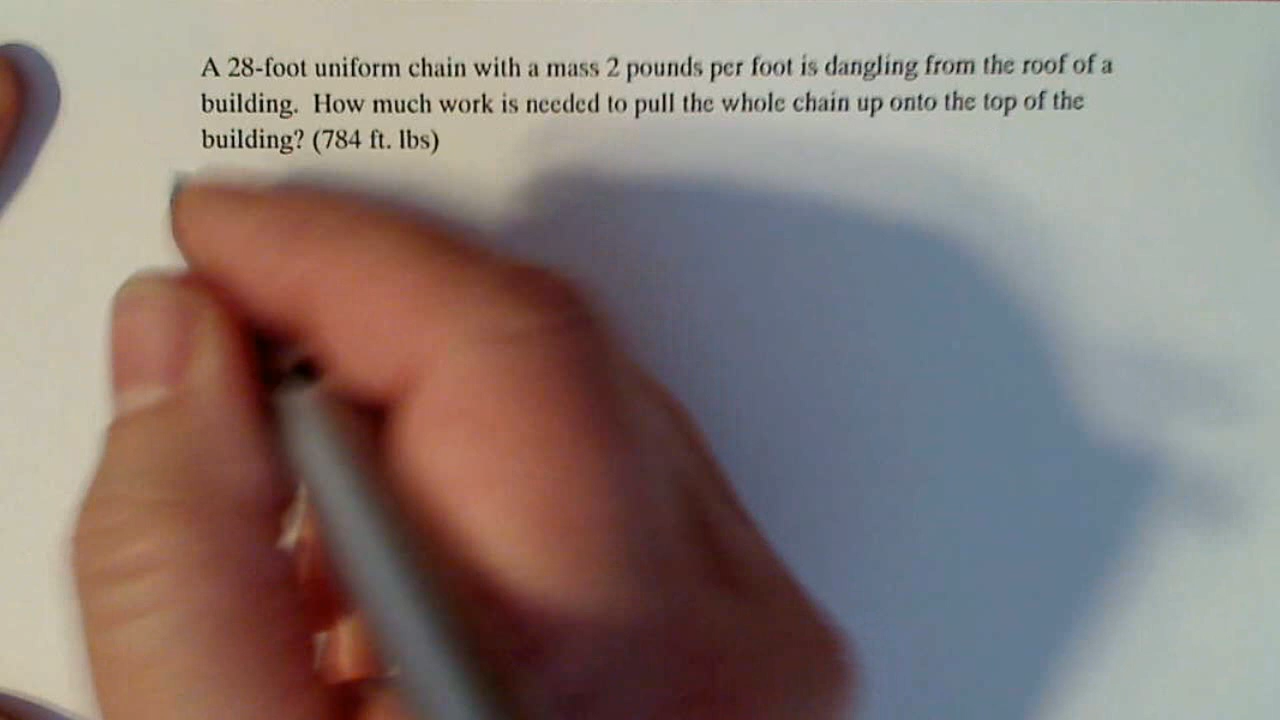 A 28-foot uniform chain with a mass 2 pounds per foot is dangling from the roof of a
building. How much work is needed to pull the whole chain up onto the top of the
building? (784 ft. lbs)